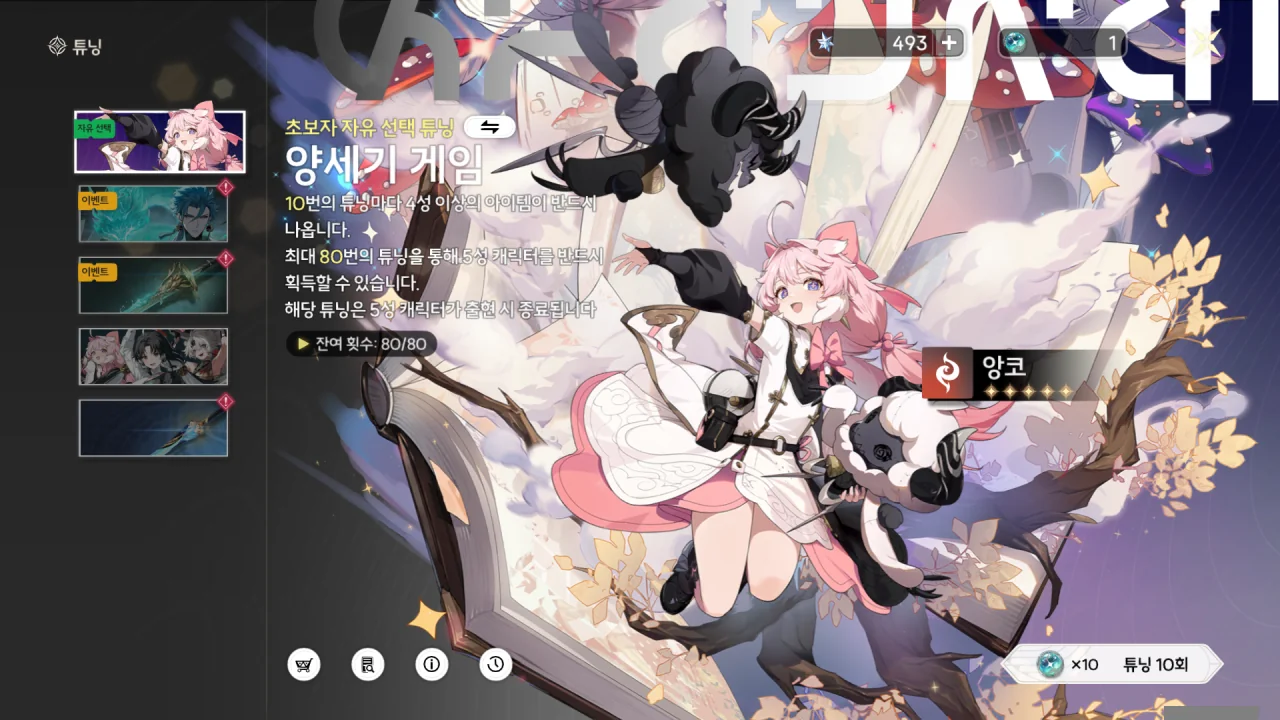 튜닝
493
1
자유 선택
이벤트
이벤트
초보자 자유 선택 튜닝
양세기 게임
10번의 튜닝마다 4성 이상의 아이템이 반드시
나옵니다.
최대 80번의 튜닝을 통해 5성 캐릭터를 반드시
획득할 수 있습니다.
해당 튜닝은 5성 캐릭터가 출현 시 종료됩니다
잔여 횟수: 80/80
앙코
×10 튜닝 10회